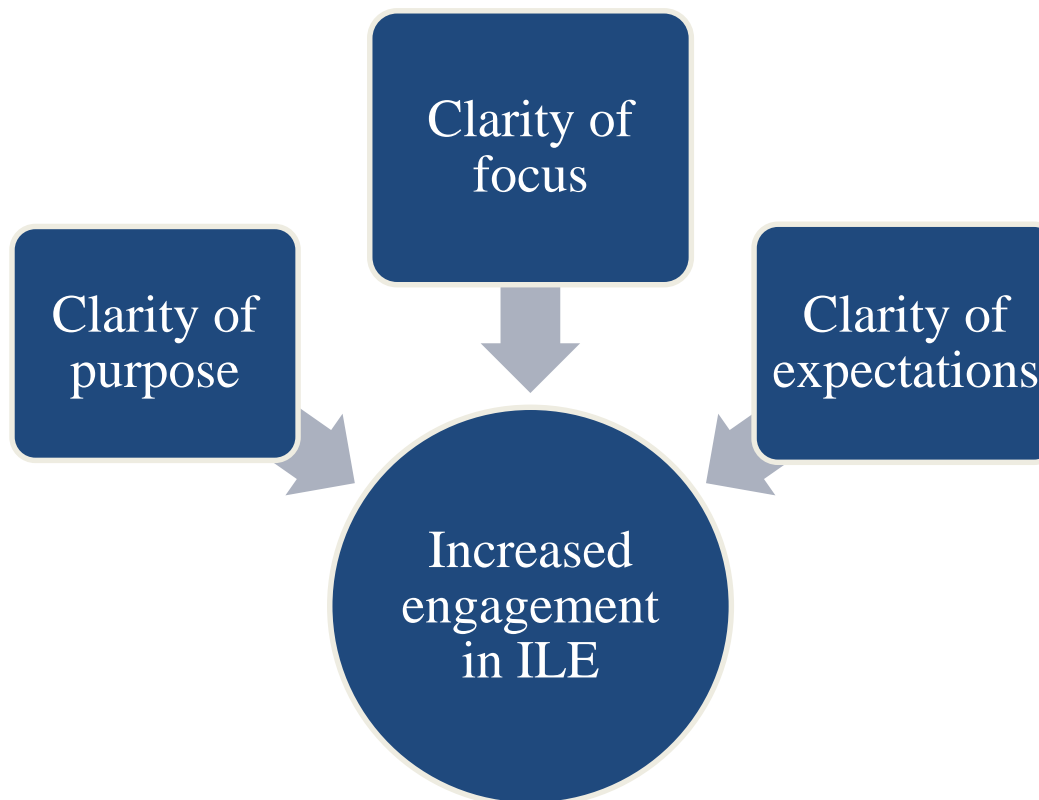 Clarity of
focus
Clarity of
purpose
Clarity of
expectations
Increased
engagement
in ILE